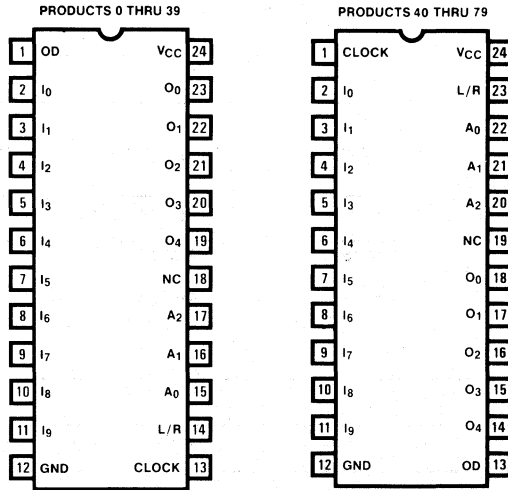 PRODUCTS 0 THRU 39
1 OD VCC 24
2 I0 O0 23
3 I1 O1 22
4 I2 O2 21
5 I3 O3 20
6 I4 O4 19
7 I5 NC 18
8 I6 A2 17
9 I7 A1 16
10 I8 A0 15
11 I9 L/R 14
12 GND CLOCK 13
PRODUCTS 40 THRU 79
1 CLOCK VCC 24
2 I0 L/R 23
3 I1 A0 22
4 I2 A1 21
5 I3 A2 20
6 I4 NC 19
7 I5 O0 18
8 I6 O1 17
9 I7 O2 16
10 I8 O3 15
11 I9 O4 14
12 GND OD 13